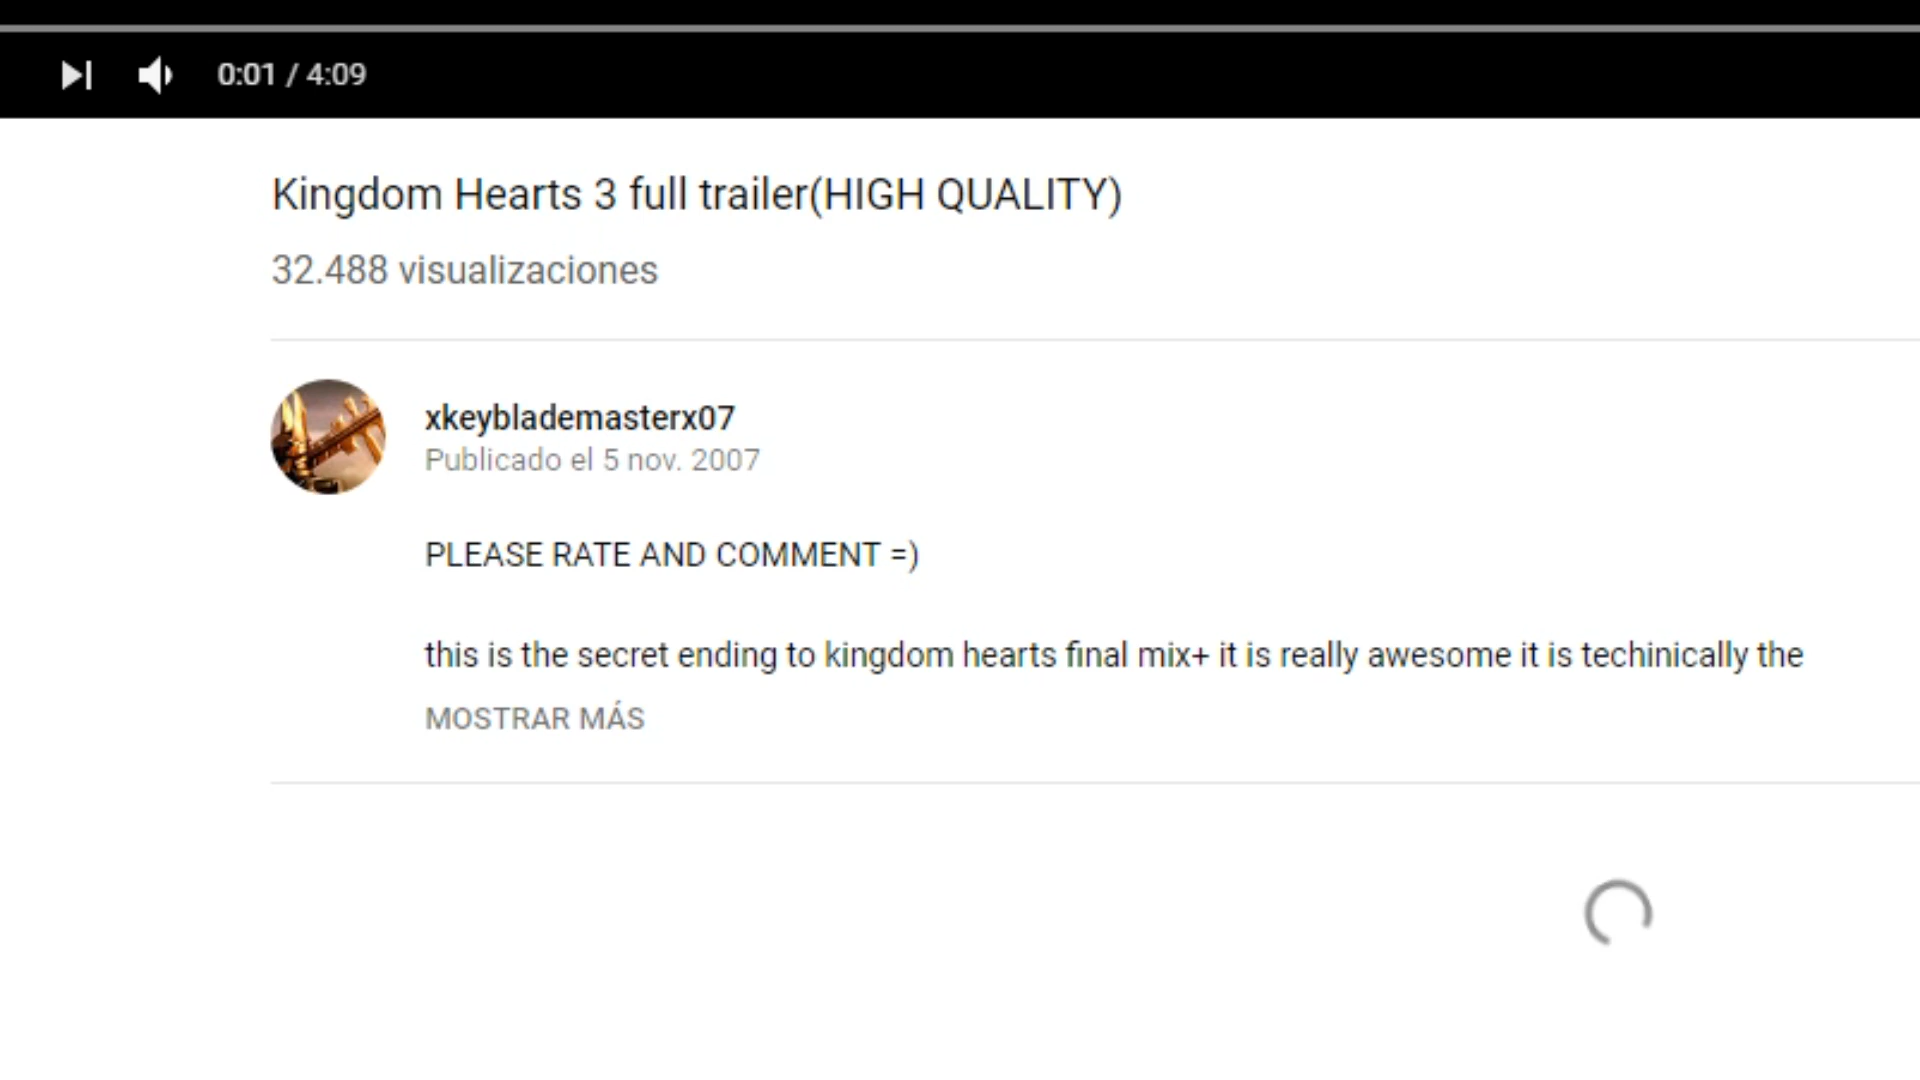 0:01 / 4:09
Kingdom Hearts 3 full trailer(HIGH QUALITY)
32.488 visualizaciones
xkeyblademasterx07
Publicado el 5 nov. 2007
PLEASE RATE AND COMMENT =)
this is the secret ending to kingdom hearts final mix+ it is really awesome it is techinically the
MOSTRAR MÁS